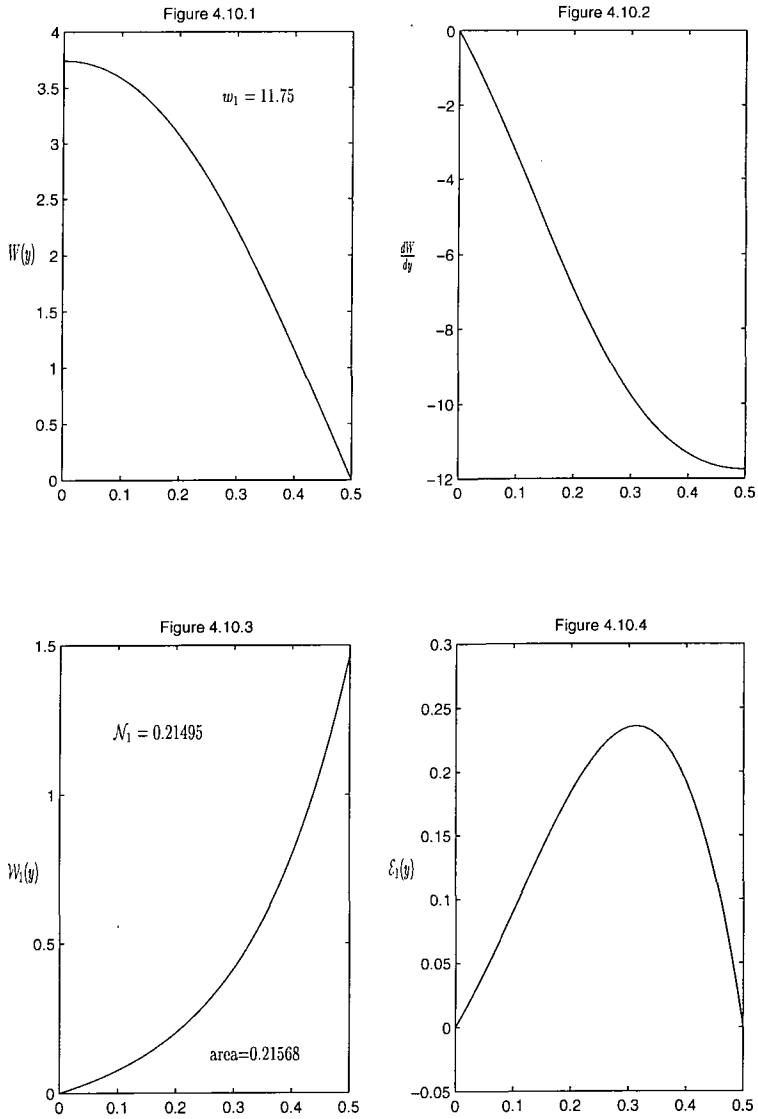 Figure 4.10.1
4
3.5
3
2.5
2
1.5
1
0.5
0
0 0.1 0.2 0.3 0.4 0.5
W(y)
w₁ = 11.75
Figure 4.10.2
0
−2
−4
−6
−8
−10
−12
0 0.1 0.2 0.3 0.4 0.5
dW
dy
Figure 4.10.3
1.5
1
0.5
0
0 0.1 0.2 0.3 0.4 0.5
𝒲₁(y)
𝒩₁ = 0.21495
area=0.21568
Figure 4.10.4
0.3
0.25
0.2
0.15
0.1
0.05
0
−0.05
0 0.1 0.2 0.3 0.4 0.5
ℰ₁(y)